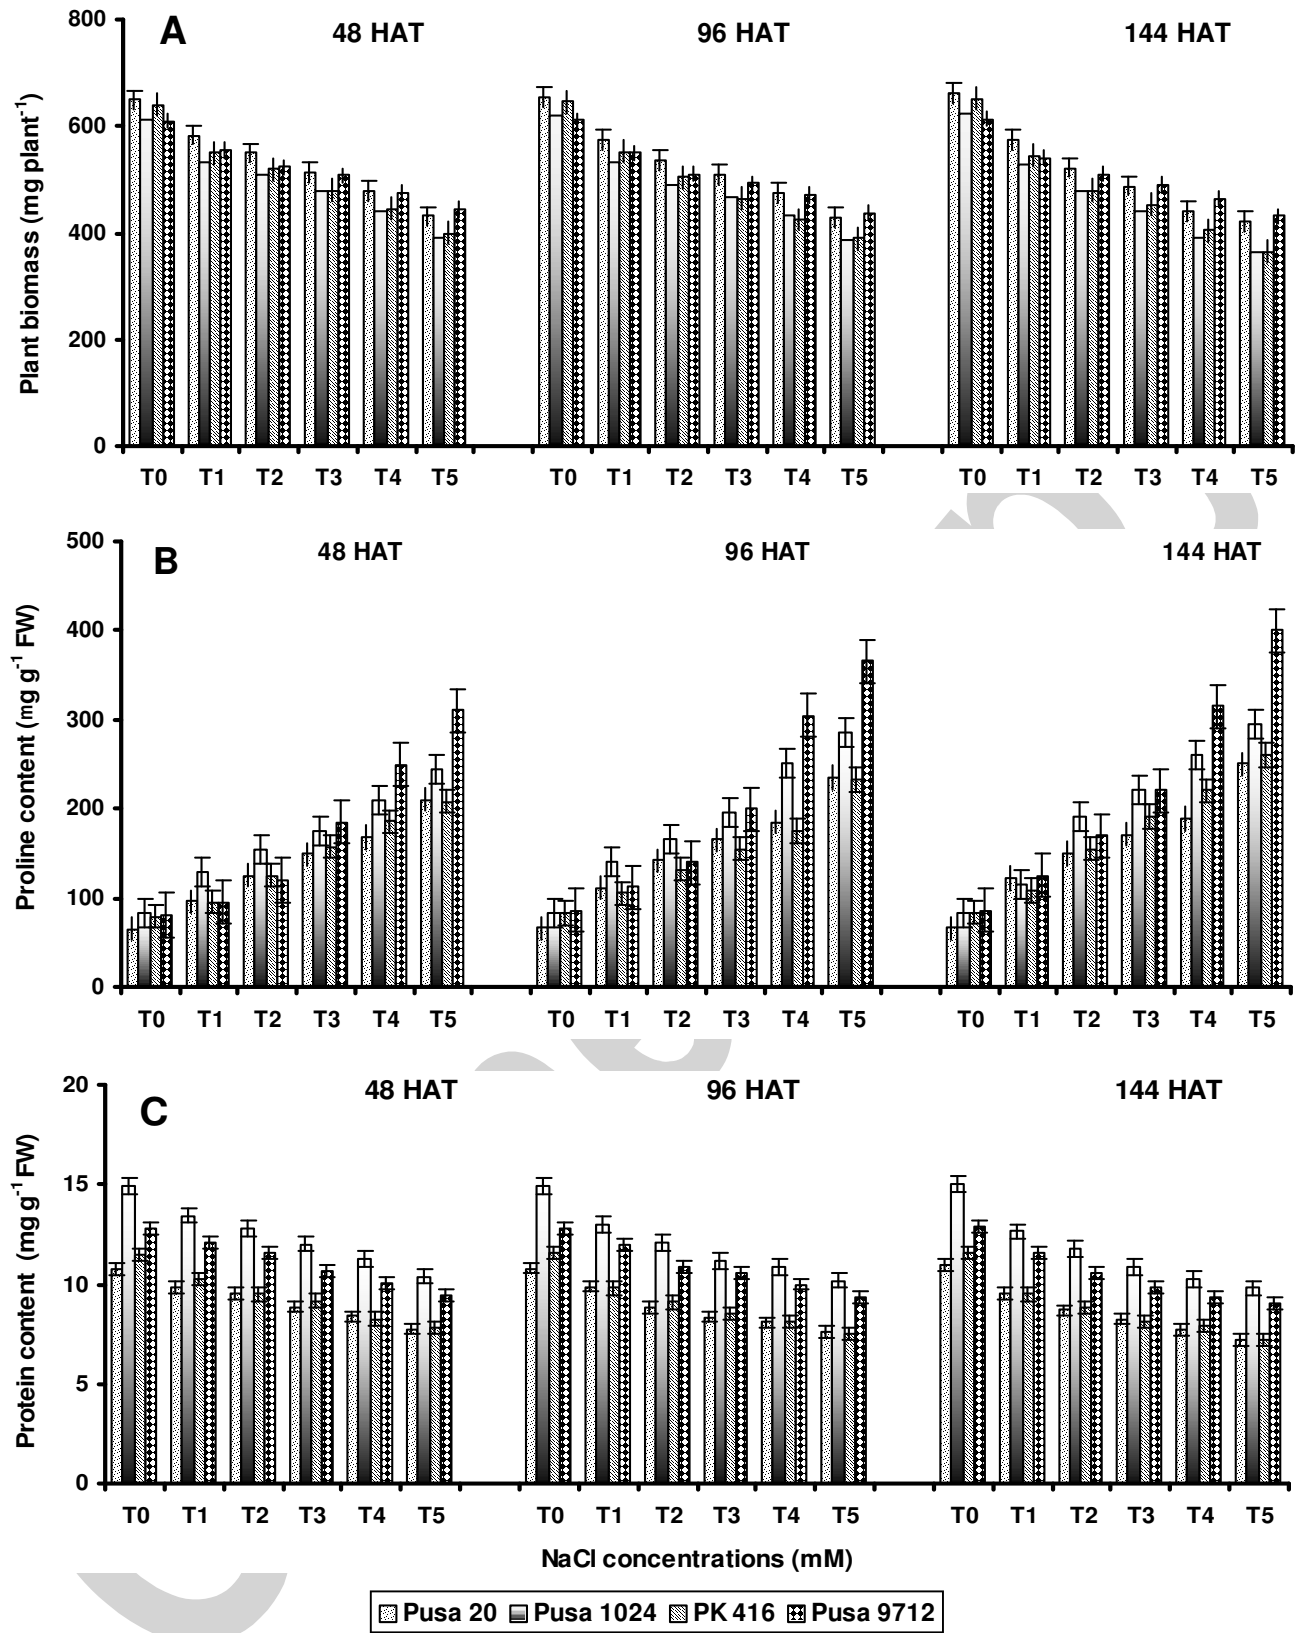 A
48 HAT 96 HAT 144 HAT
Plant biomass (mg plant⁻¹)
800
600
400
200
0
T0 T1 T2 T3 T4 T5 T0 T1 T2 T3 T4 T5 T0 T1 T2 T3 T4 T5
B
48 HAT 96 HAT 144 HAT
Proline content (mg g⁻¹ FW)
500
400
300
200
100
0
T0 T1 T2 T3 T4 T5 T0 T1 T2 T3 T4 T5 T0 T1 T2 T3 T4 T5
C
48 HAT 96 HAT 144 HAT
Protein content (mg g⁻¹ FW)
20
15
10
5
0
T0 T1 T2 T3 T4 T5 T0 T1 T2 T3 T4 T5 T0 T1 T2 T3 T4 T5
NaCl concentrations (mM)
Pusa 20 Pusa 1024 PK 416 Pusa 9712